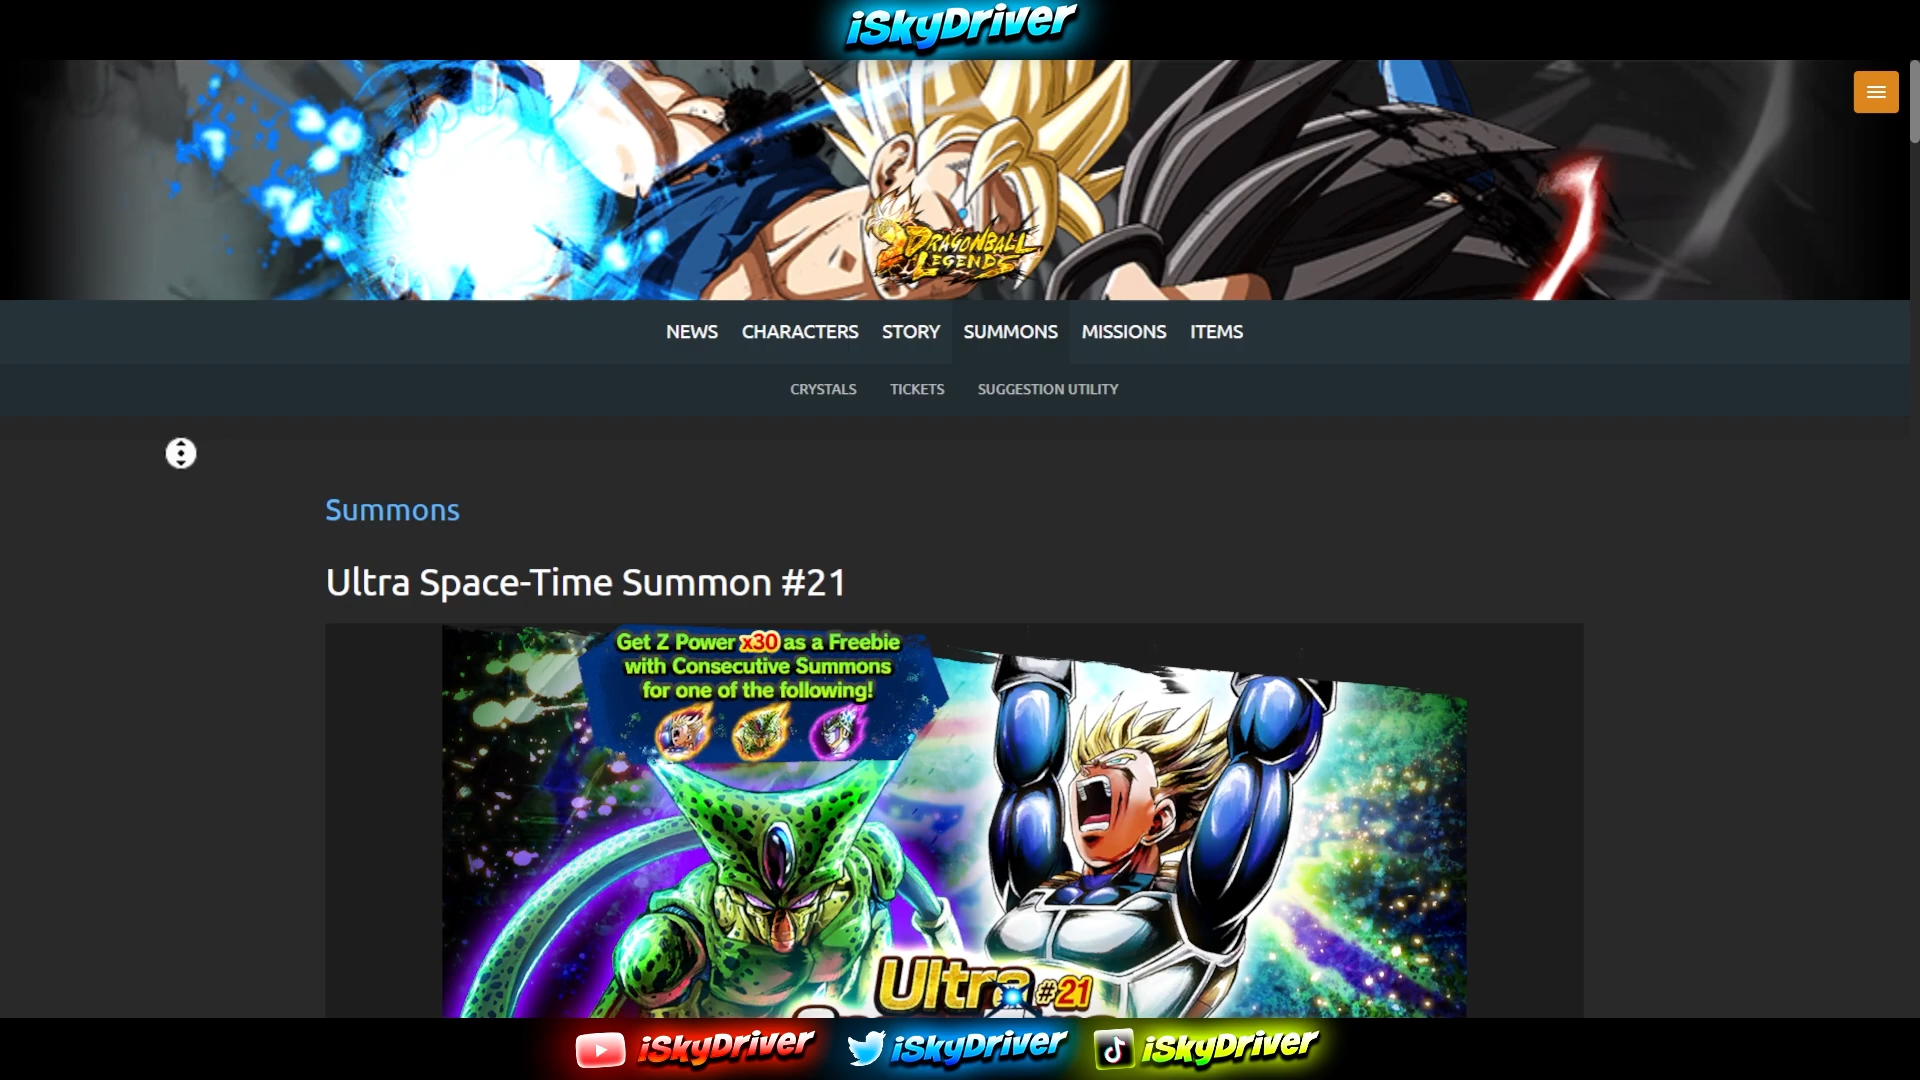 iSkyDriver
DRAGONBALL
LEGENDS
NEWS CHARACTERS STORY SUMMONS MISSIONS ITEMS
CRYSTALS TICKETS SUGGESTION UTILITY
Summons
Ultra Space-Time Summon #21
Get Z Power x30 as a Freebie
with Consecutive Summons
for one of the following!
Ultra #21
iSkyDriver iSkyDriver iSkyDriver